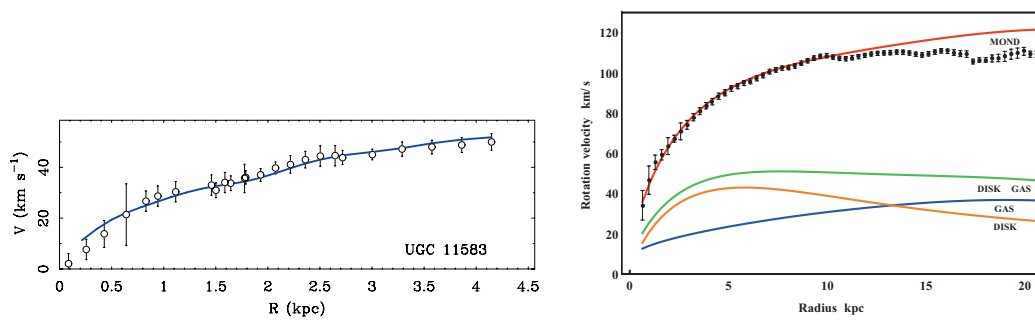 V (km s⁻¹)
0 20 40
UGC 11583
0 0.5 1 1.5 2 2.5 3 3.5 4 4.5
R (kpc)
Rotation velocity km/s
120
100
80
60
40
20
0
MOND
DISK GAS
GAS
DISK
0 5 10 15 20
Radius kpc